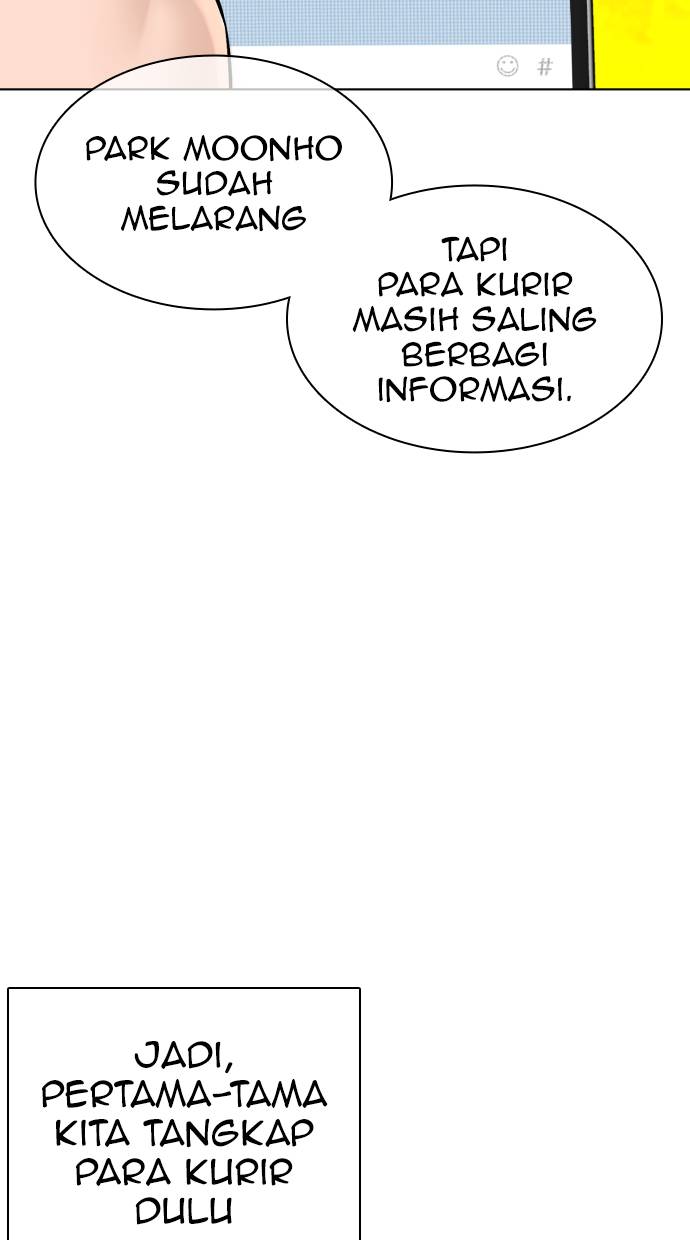 #
PARK MOONHO
SUDAH
MELARANG
TAPI
PARA KURIR
MASIH SALING
BERBAGI
INFORMASI.
JADI,
PERTAMA-TAMA
KITA TANGKAP
PARA KURIR
DULU